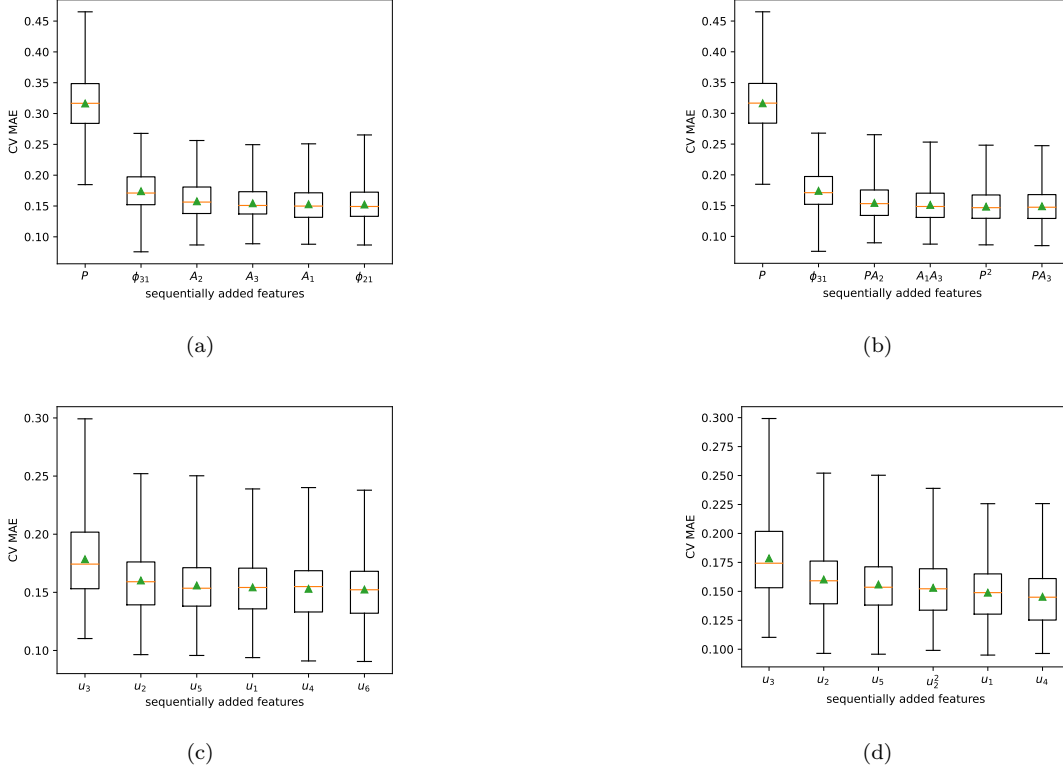 0.45
0.40
0.35
0.30
0.25
0.20
0.15
0.10
CV MAE
P ϕ31 A2 A3 A1 ϕ21
sequentially added features
(a)
0.45
0.40
0.35
0.30
0.25
0.20
0.15
0.10
CV MAE
P ϕ31 PA2 A1A3 P² PA3
sequentially added features
(b)
0.30
0.25
0.20
0.15
0.10
CV MAE
u3 u2 u5 u1 u4 u6
sequentially added features
(c)
0.300
0.275
0.250
0.225
0.200
0.175
0.150
0.125
0.100
CV MAE
u3 u2 u5 u2² u1 u4
sequentially added features
(d)